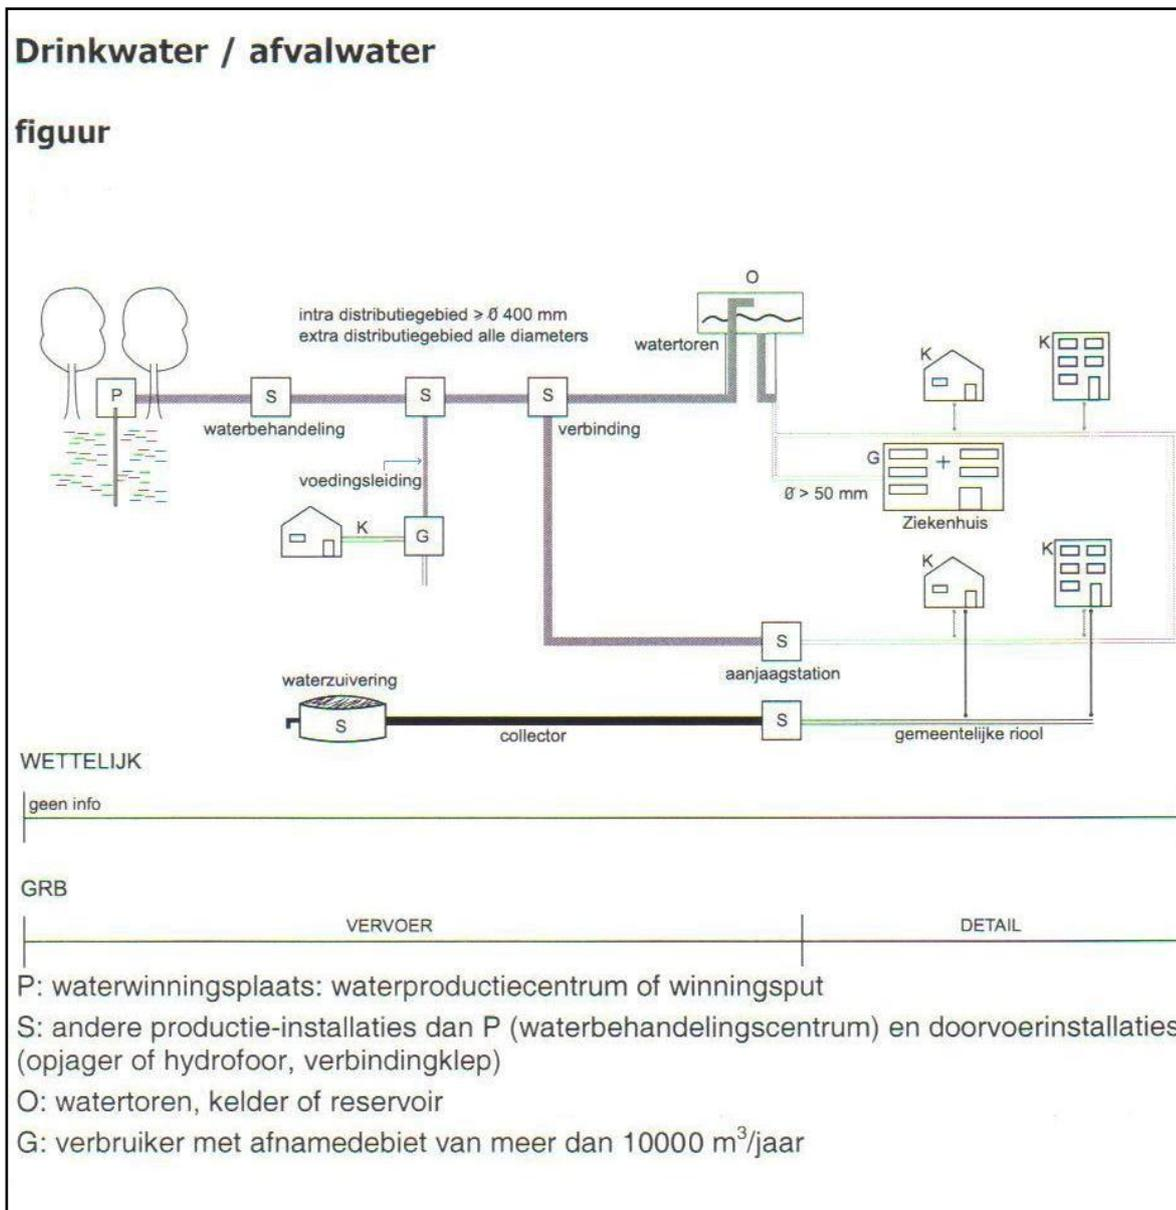 Drinkwater / afvalwater
figuur
O
intra distributiegebied > Ø 400 mm
extra distributiegebied alle diameters
watertoren
K
K
P
S
S
S
waterbehandeling
verbinding
G
voedingsleiding
Ø > 50 mm
Ziekenhuis
K
G
K
K
S
aanjaagstation
waterzuivering
S
S
collector
gemeentelijke riool
WETTELIJK
geen info
GRB
VERVOER
DETAIL
P: waterwinningsplaats: waterproductiecentrum of winningsput
S: andere productie-installaties dan P (waterbehandelingscentrum) en doorvoerinstallaties
(opjager of hydrofoor, verbindingklep)
O: watertoren, kelder of reservoir
G: verbruiker met afnamedebiet van meer dan 10000 m³/jaar